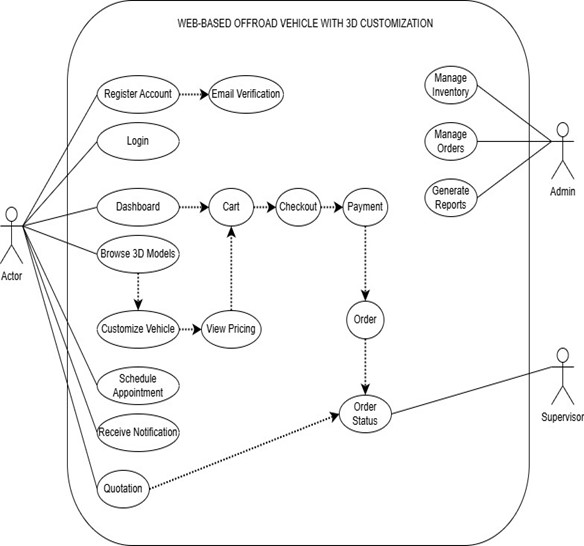 WEB-BASED OFFROAD VEHICLE WITH 3D CUSTOMIZATION
Register Account
Email Verification
Manage
Inventory
Login
Manage
Orders
Admin
Dashboard
Cart
Checkout
Payment
Generate
Reports
Actor
Browse 3D Models
Customize Vehicle
View Pricing
Order
Schedule
Appointment
Order
Status
Supervisor
Receive Notification
Quotation